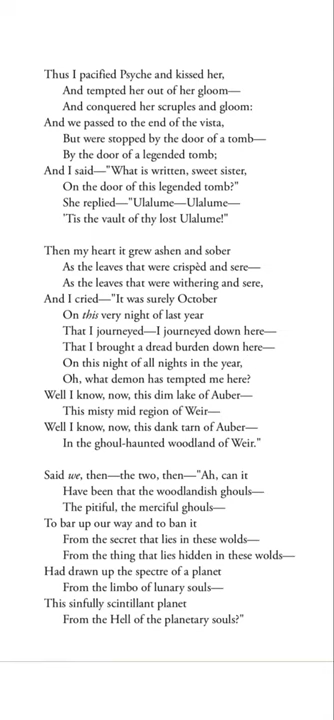 Thus I pacified Psyche and kissed her,
And tempted her out of her gloom—
And conquered her scruples and gloom:
And we passed to the end of the vista,
But were stopped by the door of a tomb—
By the door of a legended tomb;
And I said—"What is written, sweet sister,
On the door of this legended tomb?"
She replied—"Ulalume—Ulalume—
'Tis the vault of thy lost Ulalume!"

Then my heart it grew ashen and sober
As the leaves that were crispèd and sere—
As the leaves that were withering and sere,
And I cried—"It was surely October
On this very night of last year
That I journeyed—I journeyed down here—
That I brought a dread burden down here—
On this night of all nights in the year,
Oh, what demon has tempted me here?
Well I know, now, this dim lake of Auber—
This misty mid region of Weir—
Well I know, now, this dank tarn of Auber—
In the ghoul-haunted woodland of Weir."

Said we, then—the two, then—"Ah, can it
Have been that the woodlandish ghouls—
The pitiful, the merciful ghouls—
To bar up our way and to ban it
From the secret that lies in these wolds—
From the thing that lies hidden in these wolds—
Had drawn up the spectre of a planet
From the limbo of lunary souls—
This sinfully scintillant planet
From the Hell of the planetary souls?"